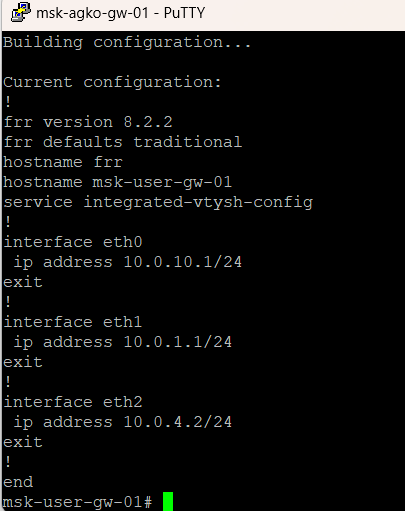 msk-agko-gw-01 - PuTTY
Building configuration...
Current configuration:
!
frr version 8.2.2
frr defaults traditional
hostname frr
hostname msk-user-gw-01
service integrated-vtysh-config
!
interface eth0
 ip address 10.0.10.1/24
exit
!
interface eth1
 ip address 10.0.1.1/24
exit
!
interface eth2
 ip address 10.0.4.2/24
exit
!
end
msk-user-gw-01#